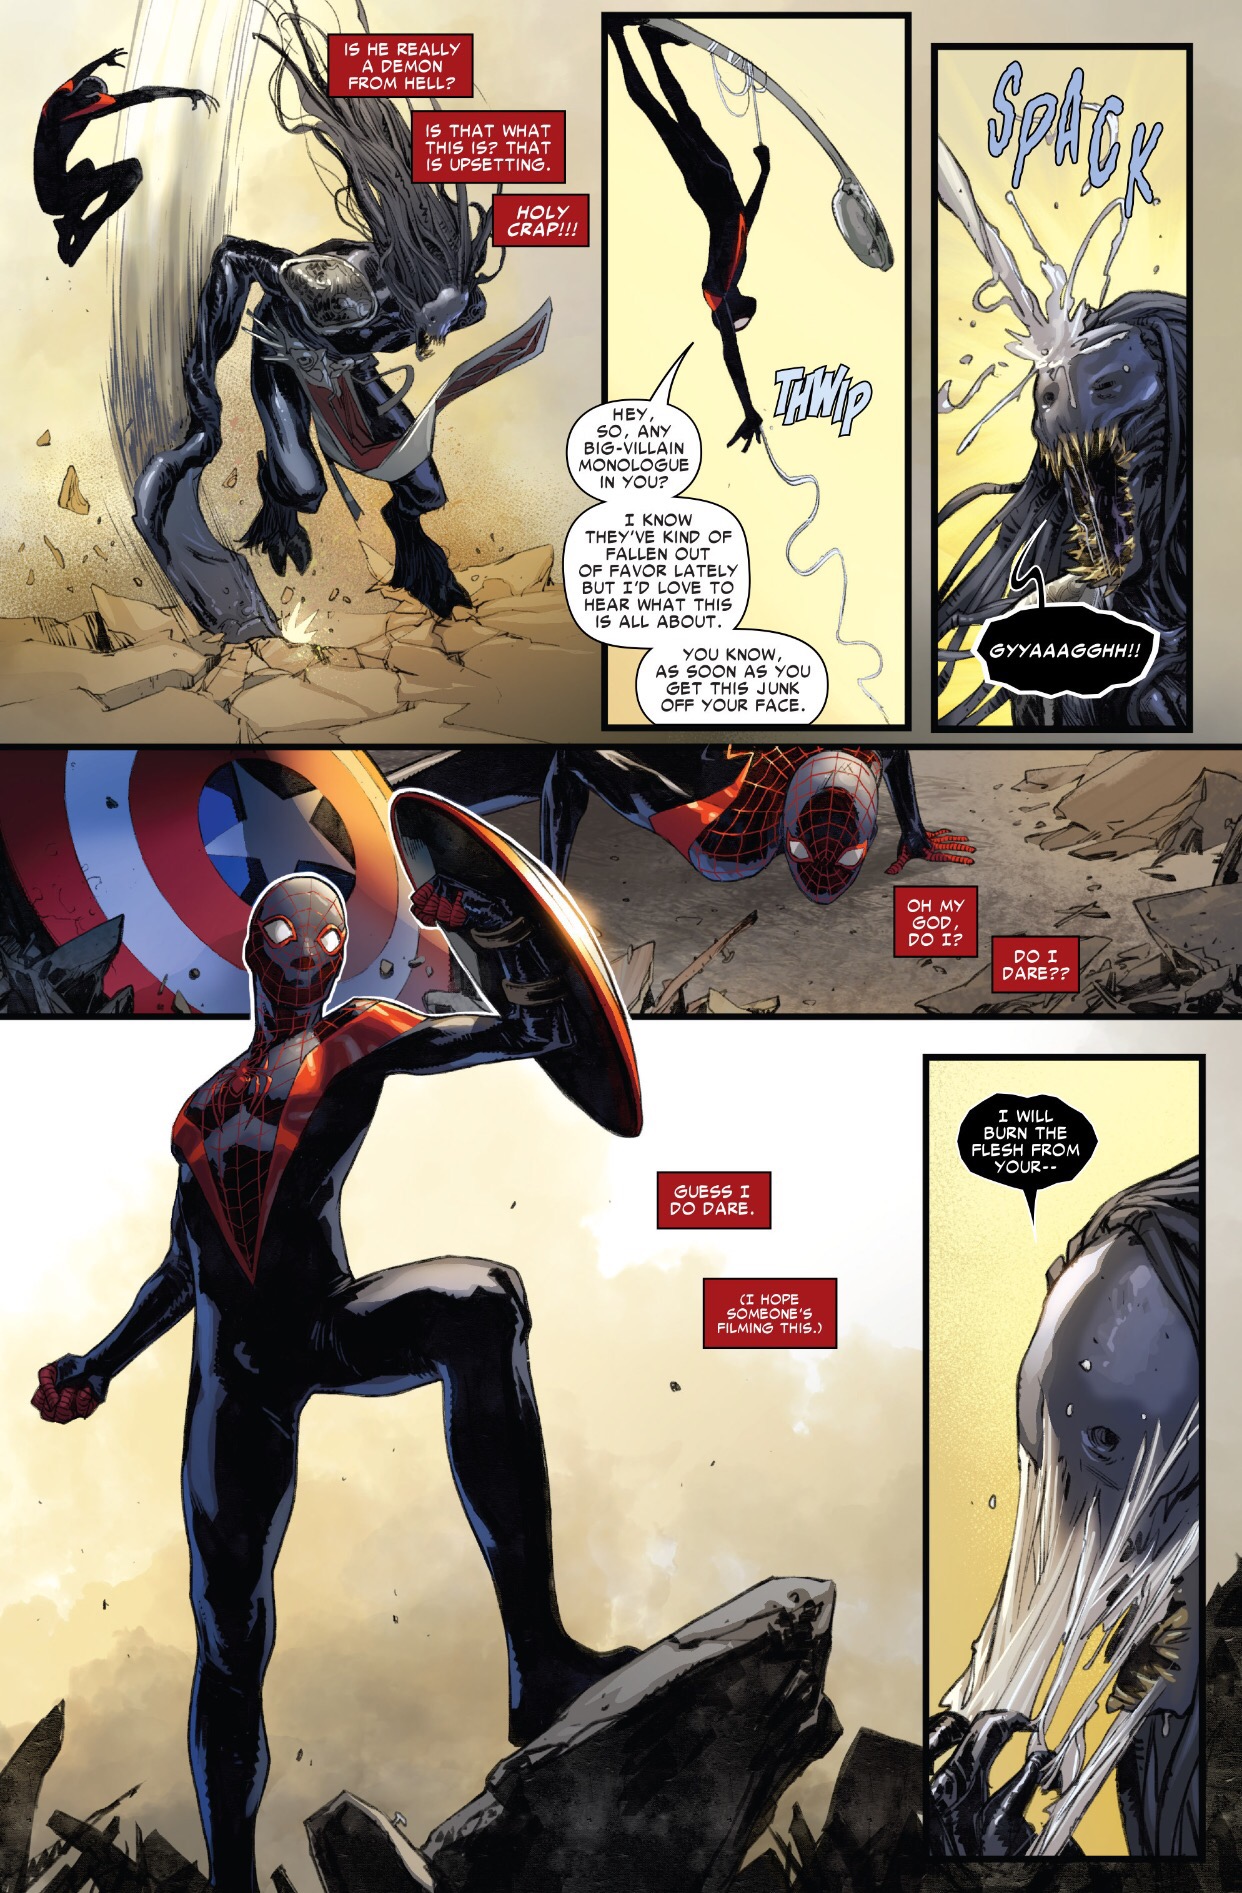 IS HE REALLY
A DEMON
FROM HELL?
IS THAT WHAT
THIS IS? THAT
IS UPSETTING.
HOLY
CRAP!!!
HEY,
SO, ANY
BIG-VILLAIN
MONOLOGUE
IN YOU?
I KNOW
THEY'VE KIND OF
FALLEN OUT
OF FAVOR LATELY
BUT I'D LOVE TO
HEAR WHAT THIS
IS ALL ABOUT.
YOU KNOW,
AS SOON AS YOU
GET THIS JUNK
OFF YOUR FACE.
THWIP
SPACK
GYYAAAGGHH!!
OH MY
GOD,
DO I?
DO I
DARE??
GUESS I
DO DARE.
(I HOPE
SOMEONE'S
FILMING THIS.)
I WILL
BURN THE
FLESH FROM
YOUR--